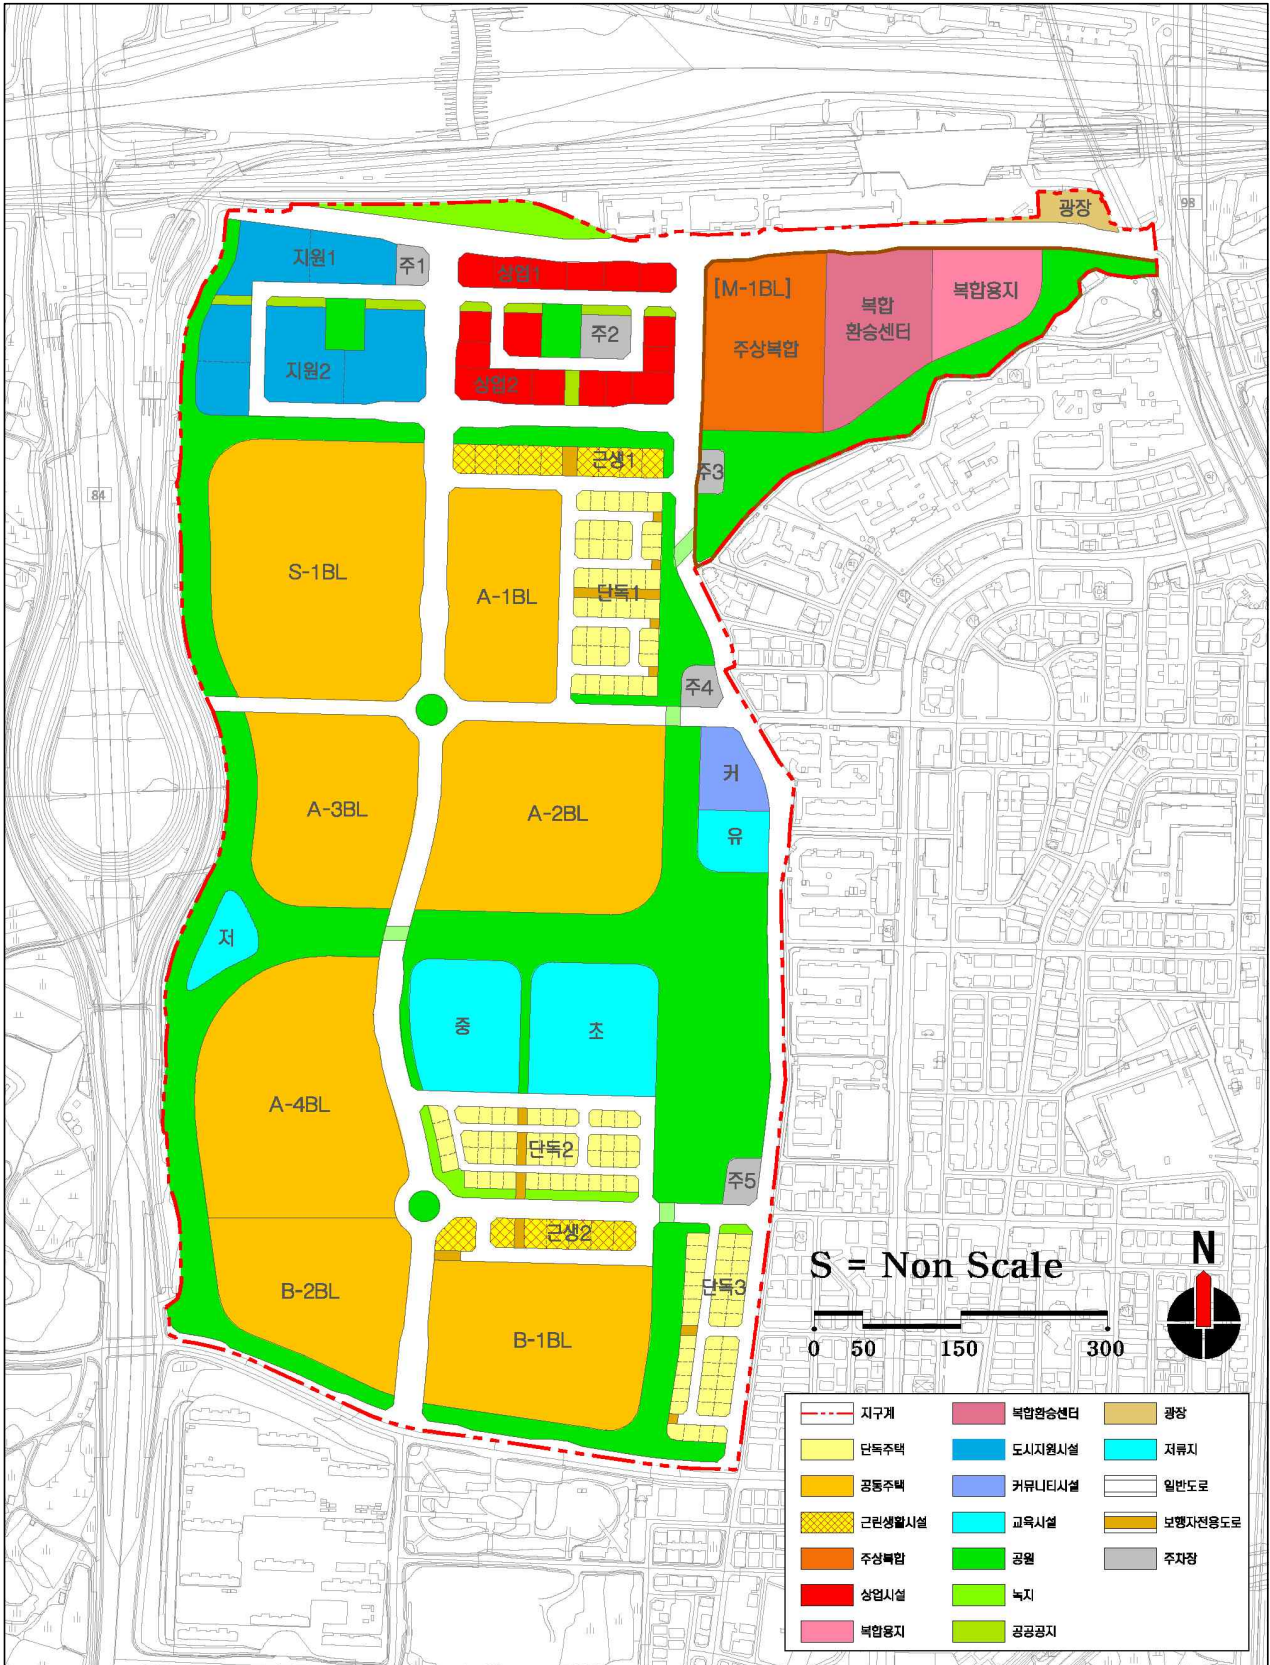 광장
98
지원1
주1
상업1
[M-1BL]
복합
환승센터
복합용지
주2
주상복합
지원2
상업2
근생1
주3
84
S-1BL
A-1BL
단독1
주4
커
A-3BL
A-2BL
유
저
중
초
A-4BL
단독2
주5
근생2
B-2BL
단독3
B-1BL
S = Non Scale
N
0 50 150 300
지구계
복합환승센터
광장
단독주택
도시지원시설
저류지
공동주택
커뮤니티시설
일반도로
근린생활시설
교육시설
보행자전용도로
주상복합
공원
주차장
상업시설
녹지
복합용지
공공공지